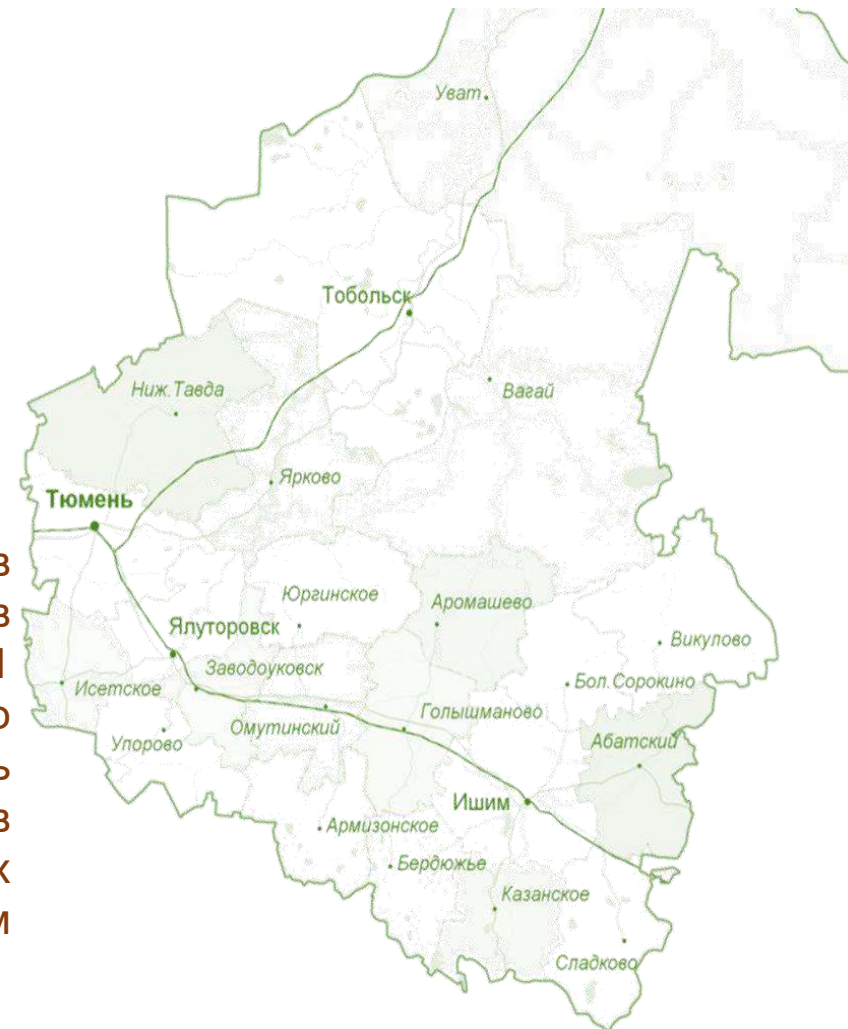 Уват
Тобольск
Ниж.Тавда
Вагай
Ярково
Тюмень
в
Юргинское
Аромашево
в
Ялуторовск
Викулово
Заводоуковск
Исетское
Бол.Сорокино
о
Омутинский
Голышманово
Упорово
Абатский
ь
Ишим
в
Армизонское
Бердюжье
х
Казанское
м
Сладково